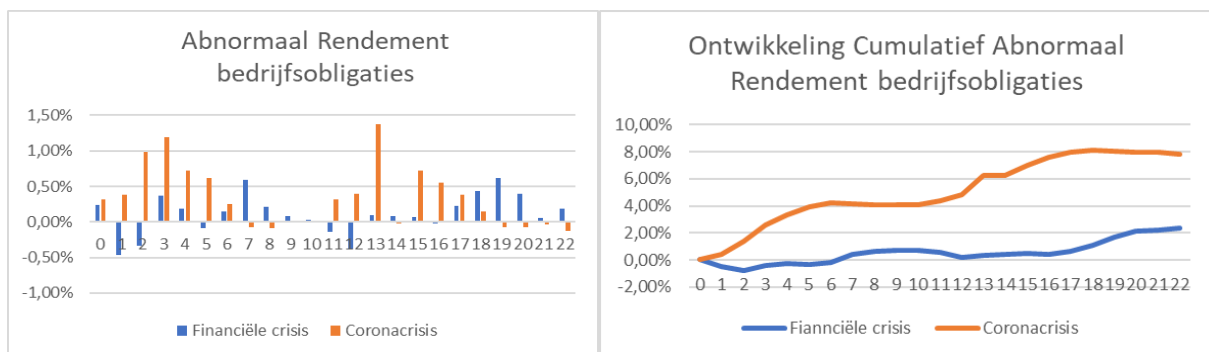 Abnormaal Rendement
bedrijfsobligaties
1,50%
1,00%
0,50%
0,00%
0 1 2 3 4 5 6 7 8 9 10 11 12 13 14 15 16 17 18 19 20 21 22
-0,50%
-1,00%
Financiële crisis Coronacrisis
Ontwikkeling Cumulatief Abnormaal
Rendement bedrijfsobligaties
10,00%
8,00%
6,00%
4,00%
2,00%
0,00%
0 1 2 3 4 5 6 7 8 9 10 11 12 13 14 15 16 17 18 19 20 21 22
-2,00%
Fiannciële crisis Coronacrisis